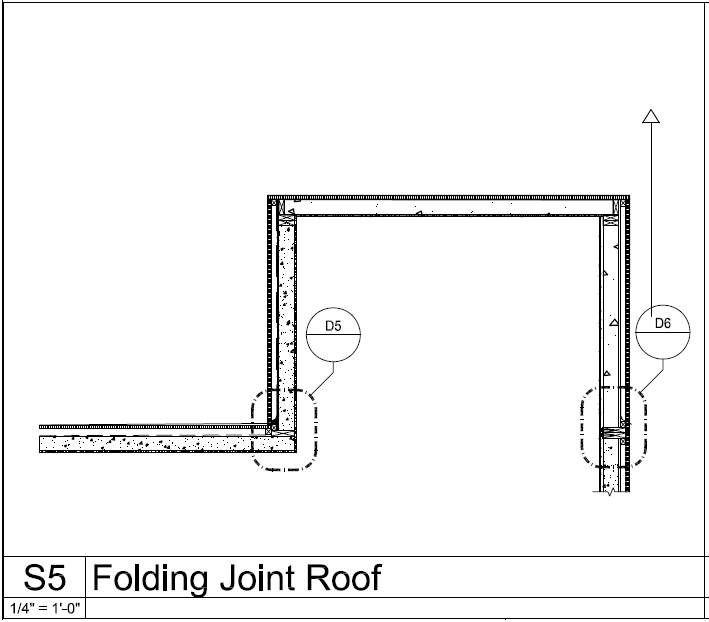 D5
D6
S5 Folding Joint Roof
1/4" = 1'-0"